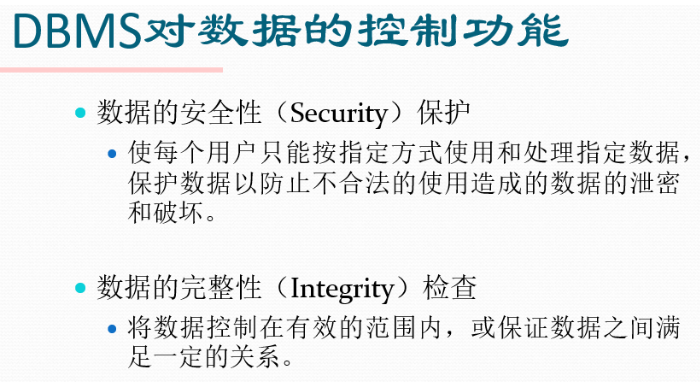 DBMS对数据的控制功能
数据的安全性（Security）保护
使每个用户只能按指定方式使用和处理指定数据，
保护数据以防止不合法的使用造成的数据的泄密
和破坏。
数据的完整性（Integrity）检查
将数据控制在有效的范围内，或保证数据之间满
足一定的关系。